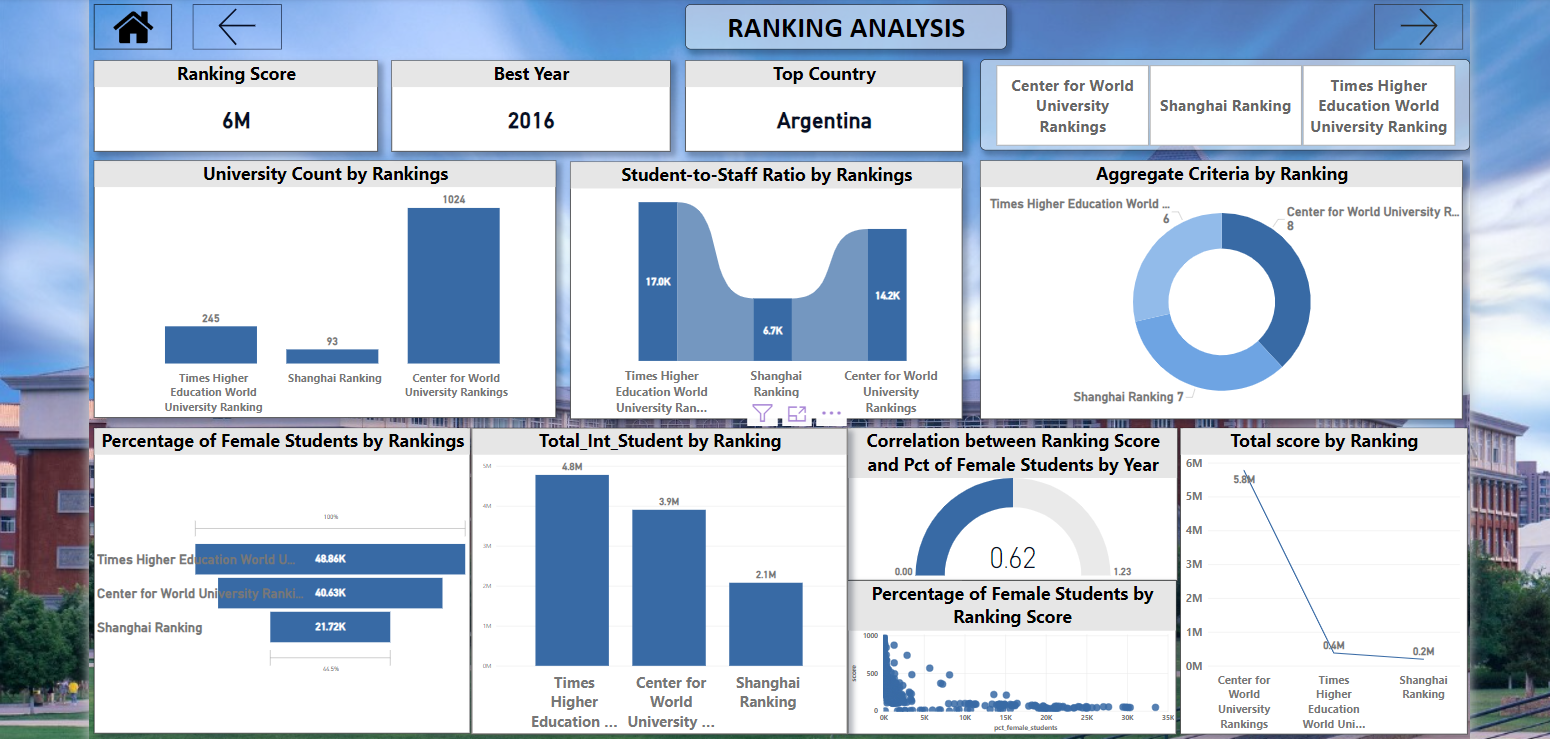 RANKING ANALYSIS
Ranking Score
6M
Best Year
2016
Top Country
Argentina
Center for World
University
Rankings
Shanghai Ranking
Times Higher
Education World
University Ranking
University Count by Rankings
245
93
1024
Times Higher
Education World
University Ranking
Shanghai Ranking
Center for World
University Rankings
Student-to-Staff Ratio by Rankings
17.0K
6.7K
14.2K
Times Higher
Education World
University Ran...
Shanghai
Ranking
Center for World
University
Rankings
Aggregate Criteria by Ranking
Times Higher Education World ...
6
Center for World University R...
8
Shanghai Ranking 7
Percentage of Female Students by Rankings
100%
Times Higher Education World U...
48.86K
Center for World University Ranki...
40.63K
Shanghai Ranking
21.72K
44.5%
Total_Int_Student by Ranking
5M
4M
3M
2M
1M
0M
4.8M
3.9M
2.1M
Times
Higher
Education ...
Center for
World
University ...
Shanghai
Ranking
Correlation between Ranking Score
and Pct of Female Students by Year
0.62
0.00
1.23
Percentage of Female Students by
Ranking Score
score
1000
500
0
0K 5K 10K 15K 20K 25K 30K 35K
pct_female_students
Total score by Ranking
6M
5M
4M
3M
2M
1M
0M
5.8M
0.4M
0.2M
Center for
World
University
Rankings
Times
Higher
Education
World Uni...
Shanghai
Ranking